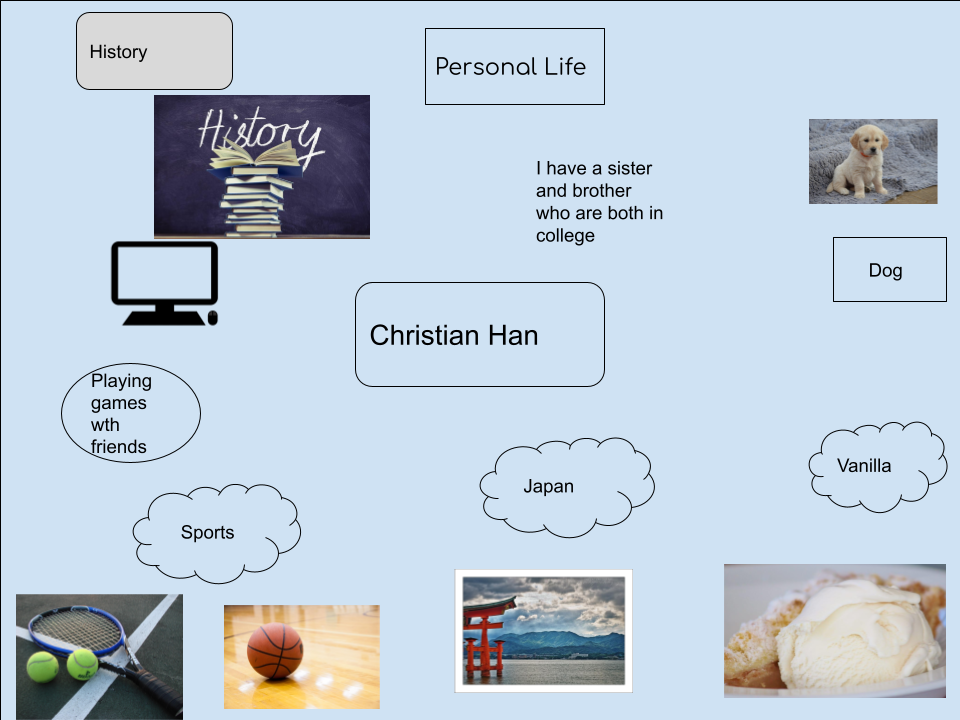 History
Personal Life
History
I have a sister
and brother
who are both in
college
Dog
Christian Han
Playing
games
wth
friends
Vanilla
Japan
Sports